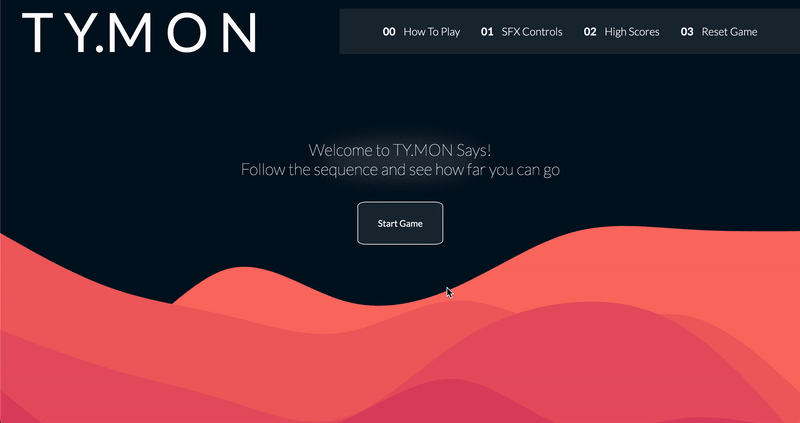 TY.MON
00 How To Play 01 SFX Controls 02 High Scores 03 Reset Game
Welcome to TY.MON Says!
Follow the sequence and see how far you can go
Start Game